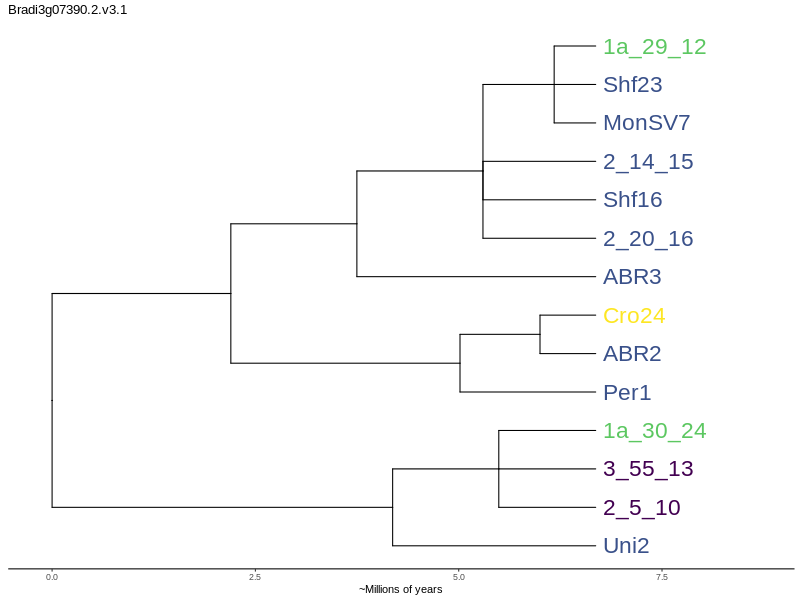 Bradi3g07390.2.v3.1
1a_29_12
Shf23
MonSV7
2_14_15
Shf16
2_20_16
ABR3
Cro24
ABR2
Per1
1a_30_24
3_55_13
2_5_10
Uni2
0.0 2.5 5.0 7.5
~Millions of years